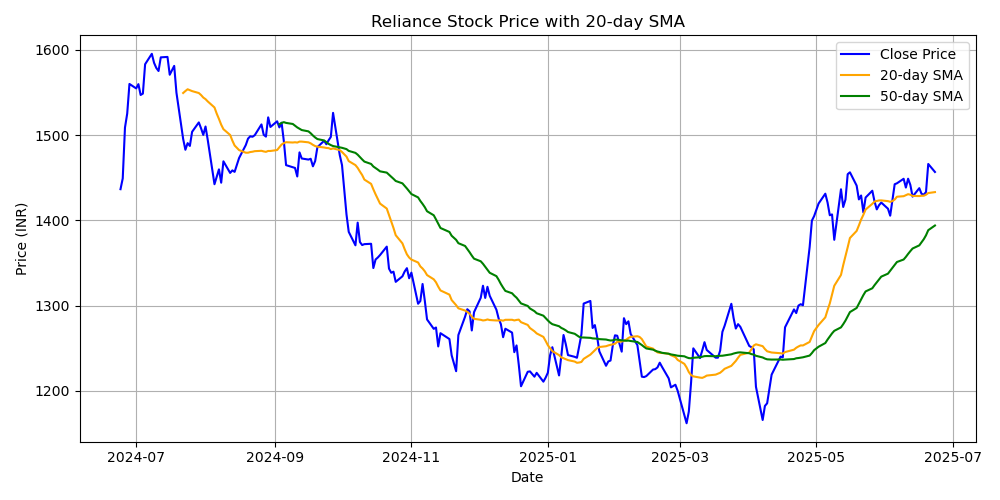 Reliance Stock Price with 20-day SMA
Close Price
20-day SMA
50-day SMA
1600
1500
1400
1300
1200
Price (INR)
2024-07
2024-09
2024-11
2025-01
2025-03
2025-05
2025-07
Date